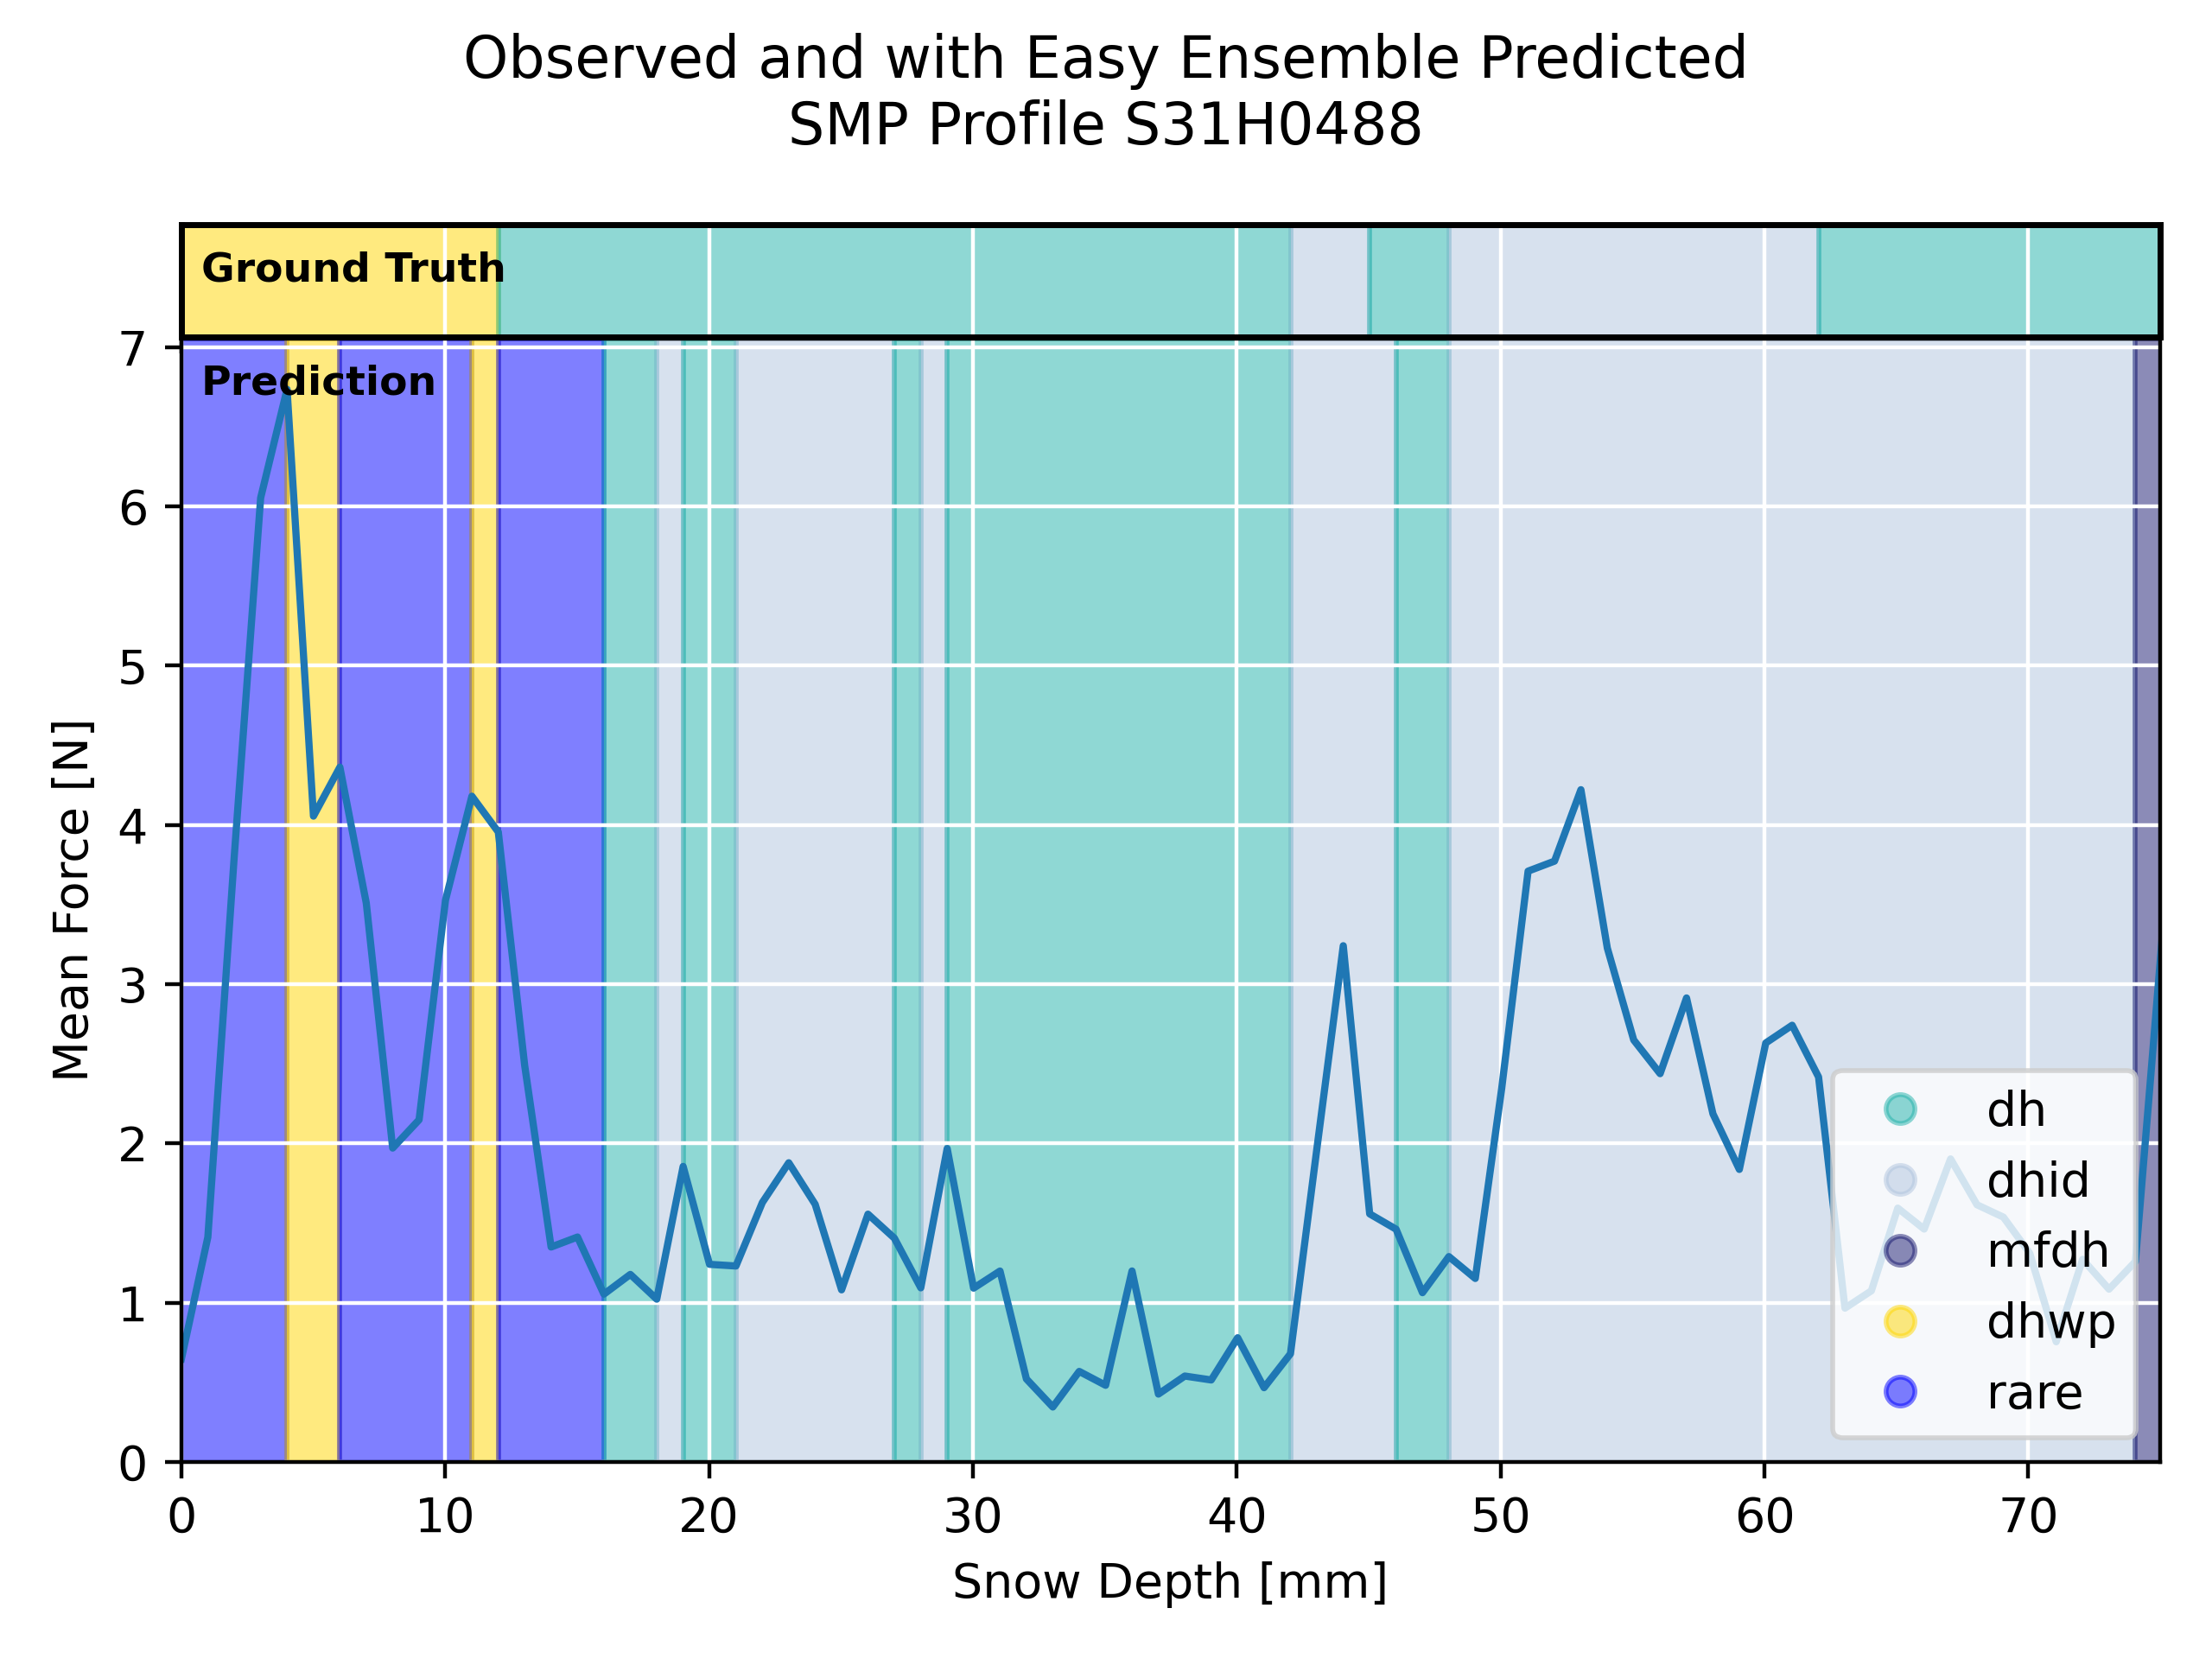 Observed and with Easy Ensemble Predicted
SMP Profile S31H0488
Ground Truth
Prediction
7
6
5
4
3
2
1
0
Mean Force [N]
0 10 20 30 40 50 60 70
Snow Depth [mm]
dh
dhid
mfdh
dhwp
rare